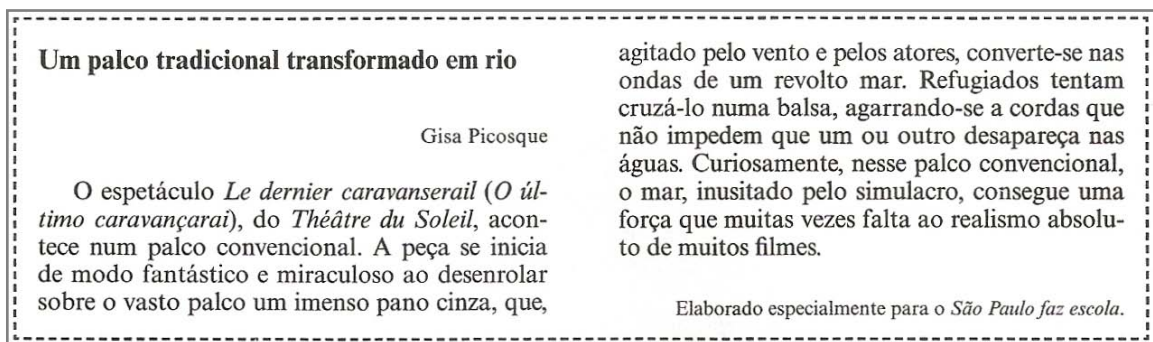 Um palco tradicional transformado em rio
Gisa Picosque
O espetáculo Le dernier caravanserail (O úl-
timo caravançarai), do Théâtre du Soleil, acon-
tece num palco convencional. A peça se inicia
de modo fantástico e miraculoso ao desenrolar
sobre o vasto palco um imenso pano cinza, que,
agitado pelo vento e pelos atores, converte-se nas
ondas de um revolto mar. Refugiados tentam
cruzá-lo numa balsa, agarrando-se a cordas que
não impedem que um ou outro desapareça nas
águas. Curiosamente, nesse palco convencional,
o mar, inusitado pelo simulacro, consegue uma
força que muitas vezes falta ao realismo absolu-
to de muitos filmes.
Elaborado especialmente para o São Paulo faz escola.